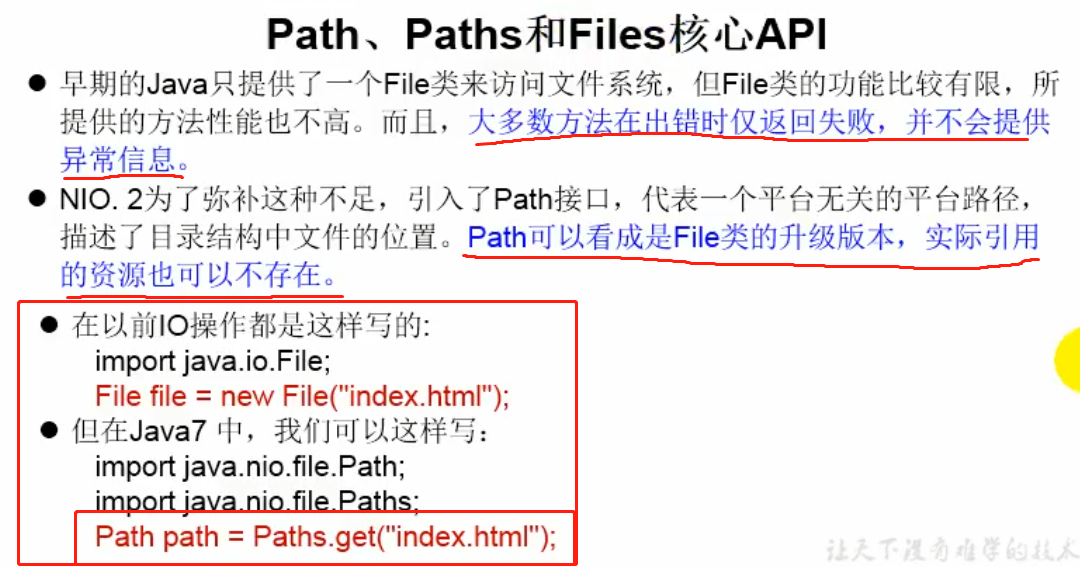 Path、Paths和Files核心API
● 早期的Java只提供了一个File类来访问文件系统，但File类的功能比较有限，所
提供的方法性能也不高。而且，大多数方法在出错时仅返回失败，并不会提供
异常信息。
● NIO. 2为了弥补这种不足，引入了Path接口，代表一个平台无关的平台路径，
描述了目录结构中文件的位置。Path可以看成是File类的升级版本，实际引用
的资源也可以不存在。
● 在以前IO操作都是这样写的:
import java.io.File;
File file = new File("index.html");
● 但在Java7 中，我们可以这样写：
import java.nio.file.Path;
import java.nio.file.Paths;
Path path = Paths.get("index.html");
让天下没有难学的技术